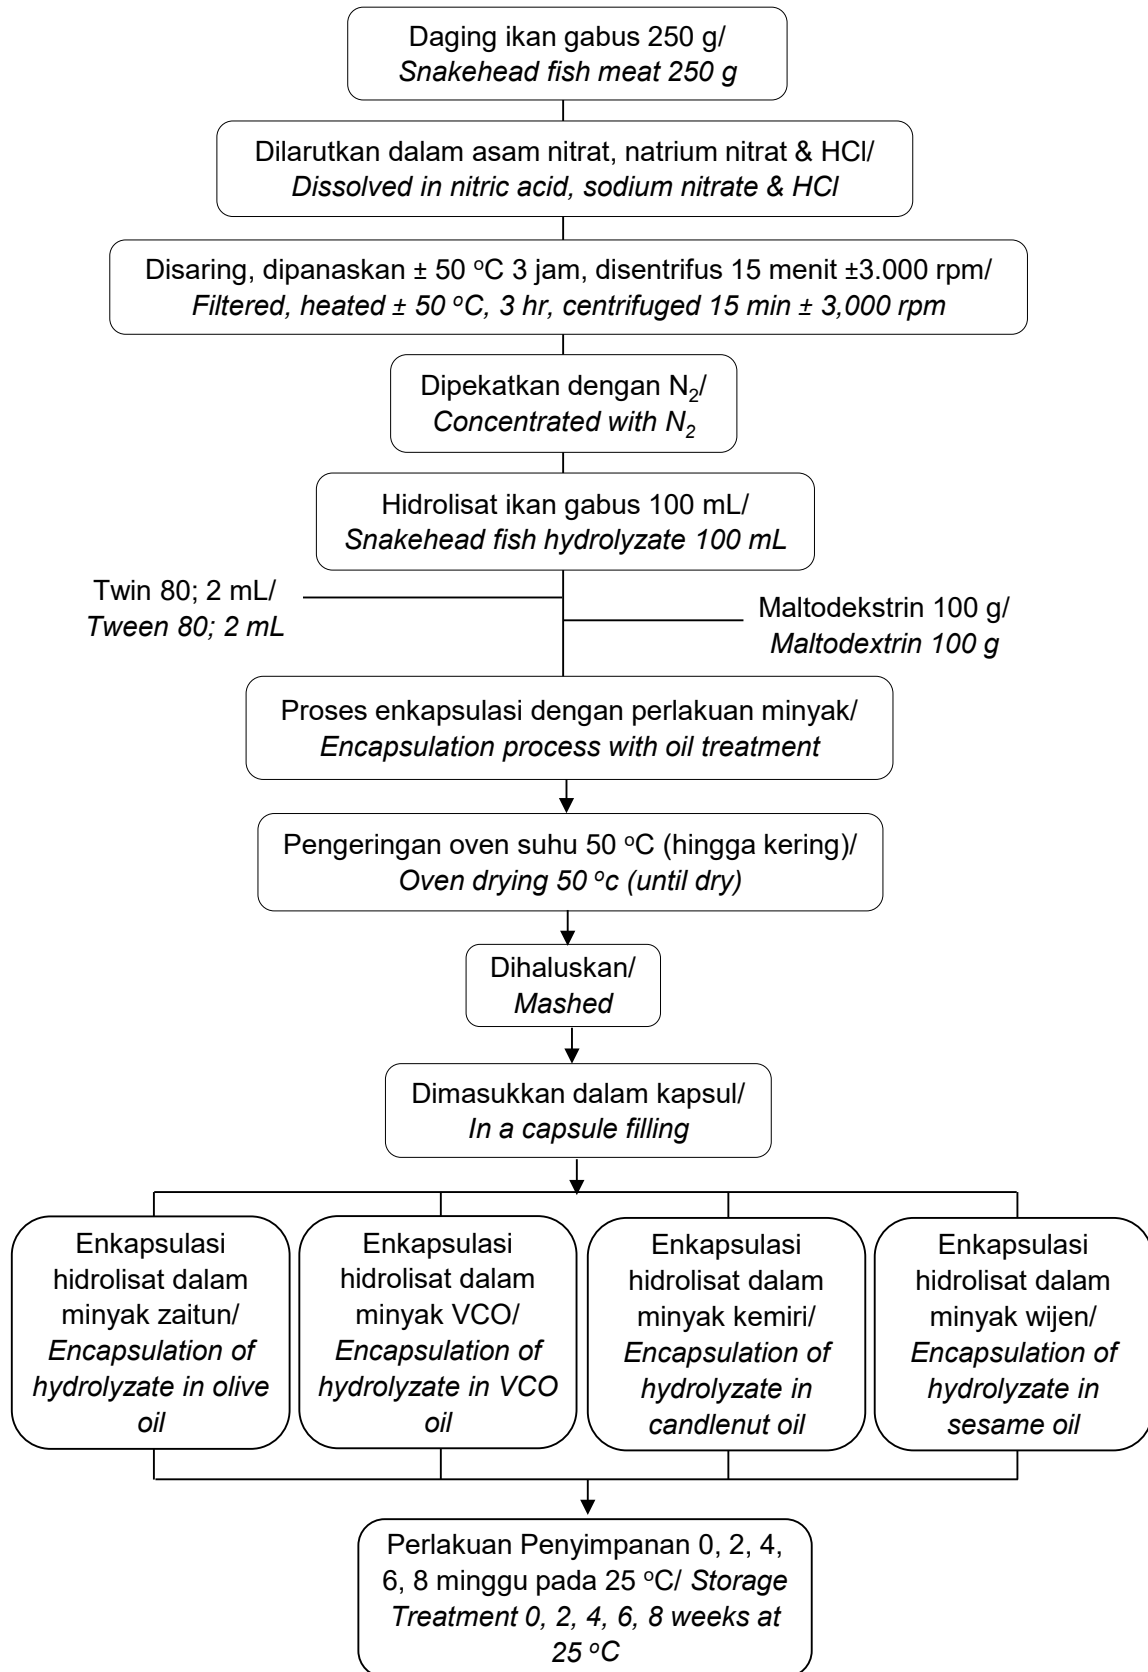 Daging ikan gabus 250 g/
Snakehead fish meat 250 g
Dilarutkan dalam asam nitrat, natrium nitrat & HCl/
Dissolved in nitric acid, sodium nitrate & HCl
Disaring, dipanaskan ± 50 °C 3 jam, disentrifus 15 menit ±3.000 rpm/
Filtered, heated ± 50 °C, 3 hr, centrifuged 15 min ± 3,000 rpm
Dipekatkan dengan N₂/
Concentrated with N₂
Hidrolisat ikan gabus 100 mL/
Snakehead fish hydrolyzate 100 mL
Twin 80; 2 mL/
Tween 80; 2 mL
Maltodekstrin 100 g/
Maltodextrin 100 g
Proses enkapsulasi dengan perlakuan minyak/
Encapsulation process with oil treatment
Pengeringan oven suhu 50 °C (hingga kering)/
Oven drying 50 °c (until dry)
Dihaluskan/
Mashed
Dimasukkan dalam kapsul/
In a capsule filling
Enkapsulasi
hidrolisat dalam
minyak zaitun/
Encapsulation of
hydrolyzate in olive
oil
Enkapsulasi
hidrolisat dalam
minyak VCO/
Encapsulation of
hydrolyzate in VCO
oil
Enkapsulasi
hidrolisat dalam
minyak kemiri/
Encapsulation of
hydrolyzate in
candlenut oil
Enkapsulasi
hidrolisat dalam
minyak wijen/
Encapsulation of
hydrolyzate in
sesame oil
Perlakuan Penyimpanan 0, 2, 4,
6, 8 minggu pada 25 °C/ Storage
Treatment 0, 2, 4, 6, 8 weeks at
25 °C